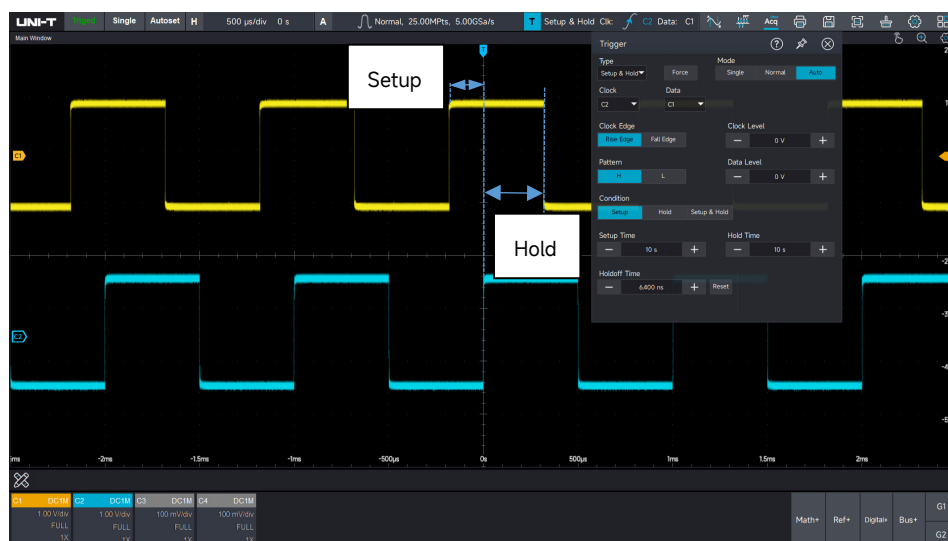 UNI-T Triged Single Autoset H 500 μs/div 0 s A Normal, 25.00MPts, 5.00GSa/s T Setup & Hold Clk: C2 Data: C1 Acq
Main Window
T
Trigger
Type Mode
Setup & Hold Force Single Normal Auto
Clock Data
C2 C1
Clock Edge Clock Level
Rise Edge Fall Edge — 0 V +
Pattern Data Level
H L — 0 V +
Condition
Setup Hold Setup & Hold
Setup Time Hold Time
— 10 s + — 10 s +
Holdoff Time
— 6.400 ns + Reset
Setup
Hold
C1
C2
-2ms -1.5ms -1ms -500μs 0s 500μs 1ms 1.5ms 2ms
C1 DC1M C2 DC1M C3 DC1M C4 DC1M
1.00 V/div 1.00 V/div 100 mV/div 100 mV/div
FULL FULL FULL FULL
1X 1X 1X 1X
Math+ Ref+ Digital+ Bus+
G1
G2